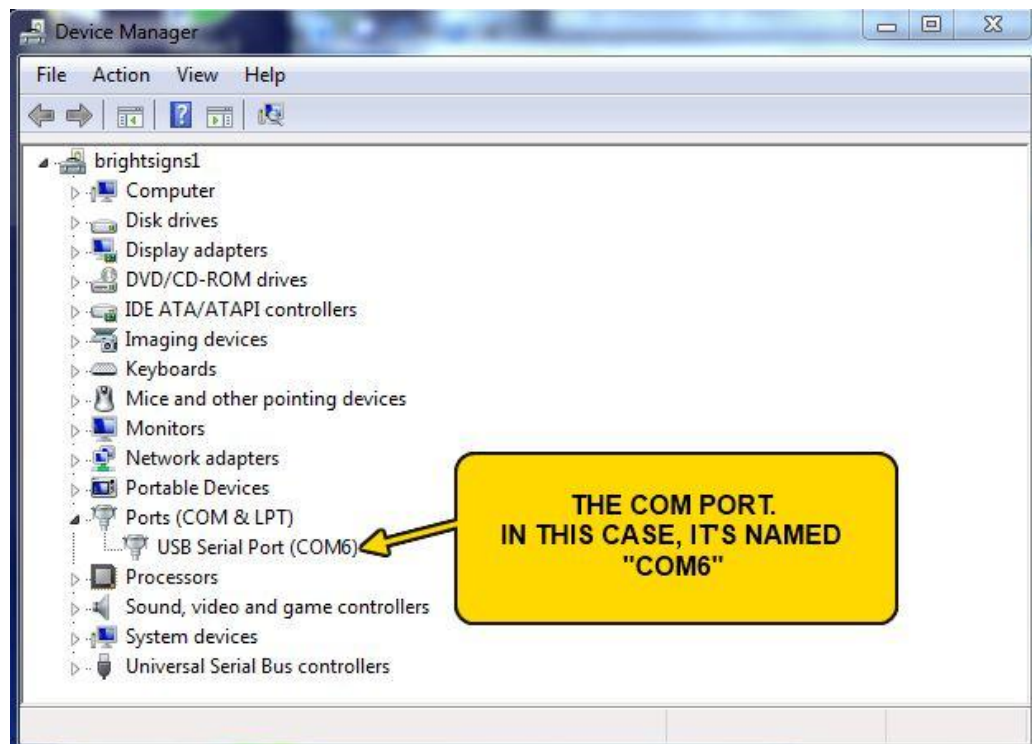 Device Manager
File Action View Help
brightsigns1
Computer
Disk drives
Display adapters
DVD/CD-ROM drives
IDE ATA/ATAPI controllers
Imaging devices
Keyboards
Mice and other pointing devices
Monitors
Network adapters
Portable Devices
Ports (COM & LPT)
USB Serial Port (COM6)
Processors
Sound, video and game controllers
System devices
Universal Serial Bus controllers
THE COM PORT.
IN THIS CASE, IT'S NAMED
"COM6"